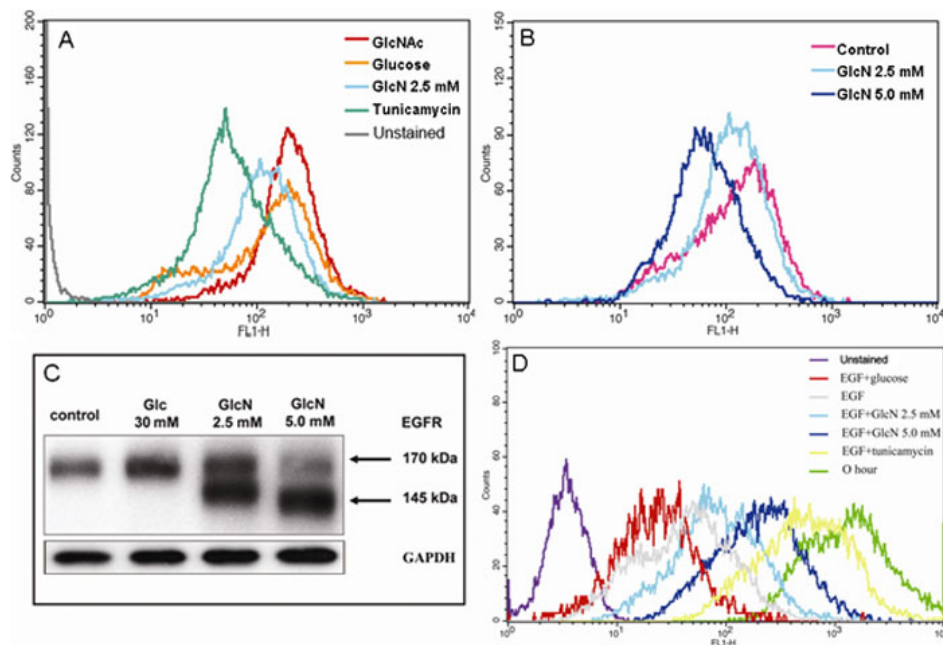 A
200
160
120
80
40
0
Counts
10^0 10^1 10^2 10^3 10^4
FL1-H
GlcNAc
Glucose
GlcN 2.5 mM
Tunicamycin
Unstained
B
150
120
90
60
30
0
Counts
10^0 10^1 10^2 10^3 10^4
FL1-H
Control
GlcN 2.5 mM
GlcN 5.0 mM
C
control
Glc
30 mM
GlcN
2.5 mM
GlcN
5.0 mM
EGFR
170 kDa
145 kDa
GAPDH
D
100
80
60
40
20
0
Counts
10^0 10^1 10^2 10^3 10^4
FL1-H
Unstained
EGF+glucose
EGF
EGF+GlcN 2.5 mM
EGF+GlcN 5.0 mM
EGF+tunicamycin
O hour